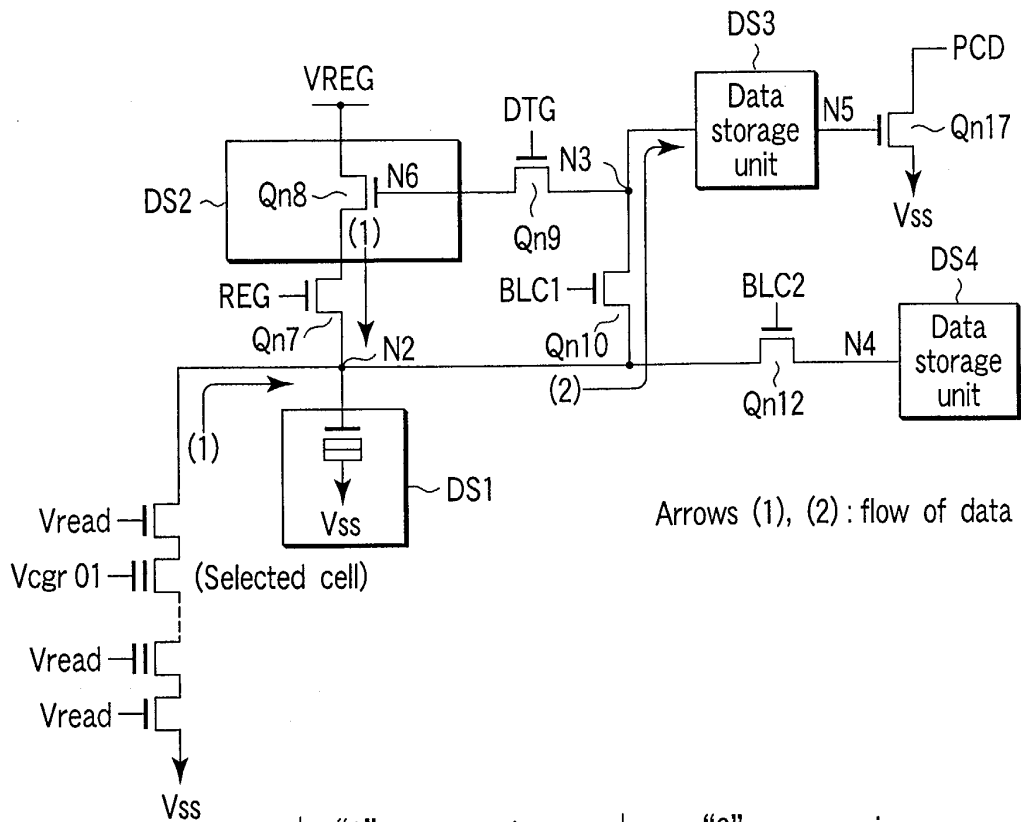 DS3
PCD
VREG
DTG
Data
storage
unit
N5
Qn17
N3
N6
Qn8
DS2
(1)
Qn9
Vss
DS4
REG
BLC1
BLC2
Qn7
N2
Qn10
N4
Data
storage
unit
(2)
Qn12
(1)
DS1
Vss
Arrows (1), (2) : flow of data
Vread
Vcgr 01
(Selected cell)
Vread
Vread
Vss